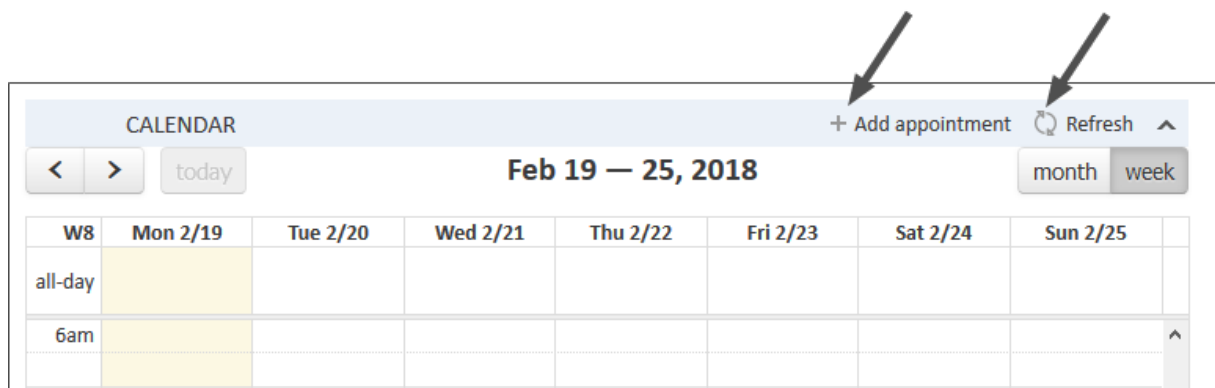 CALENDAR + Add appointment Refresh
< > today Feb 19 — 25, 2018 month week
W8 Mon 2/19 Tue 2/20 Wed 2/21 Thu 2/22 Fri 2/23 Sat 2/24 Sun 2/25
all-day
6am